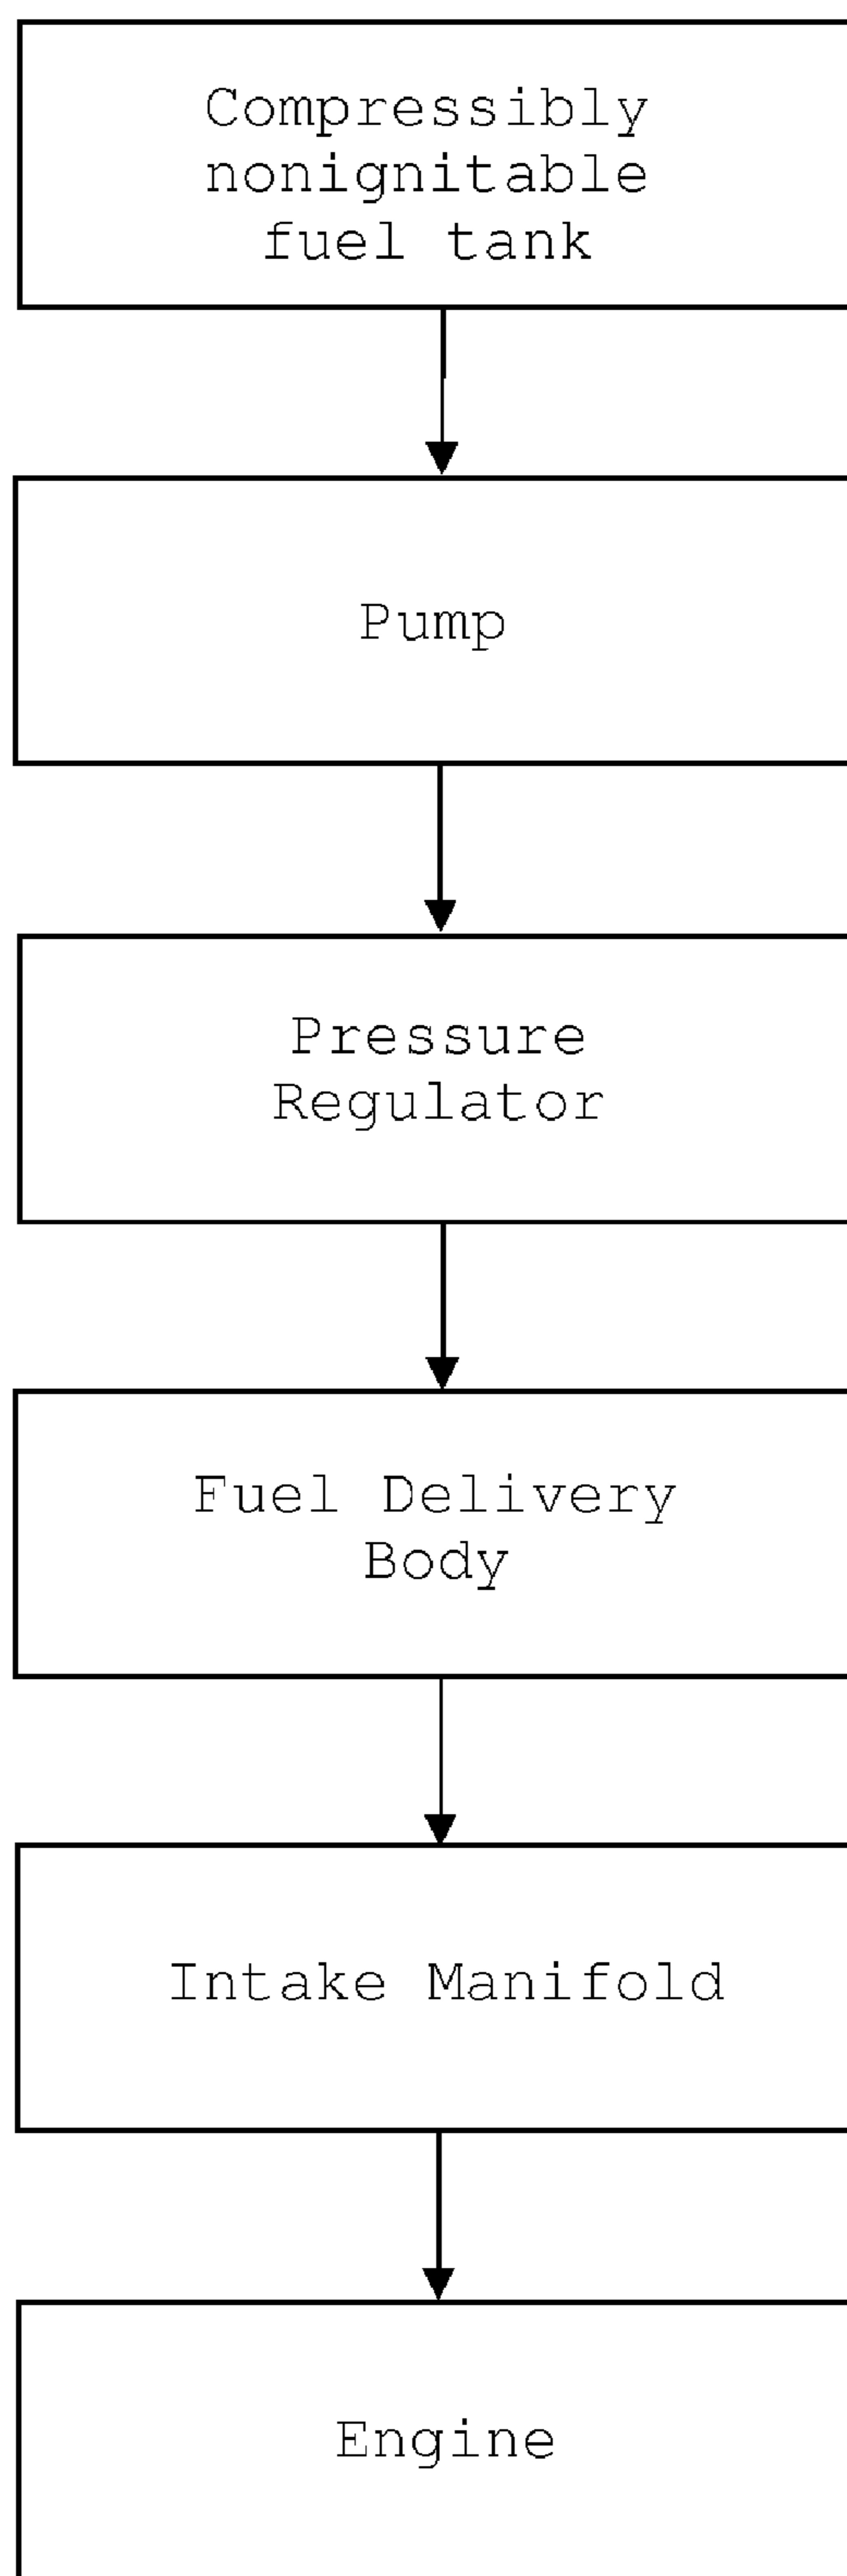 Compressibly
nonignitable
fuel tank
Pump
Pressure
Regulator
Fuel Delivery
Body
Intake Manifold
Engine